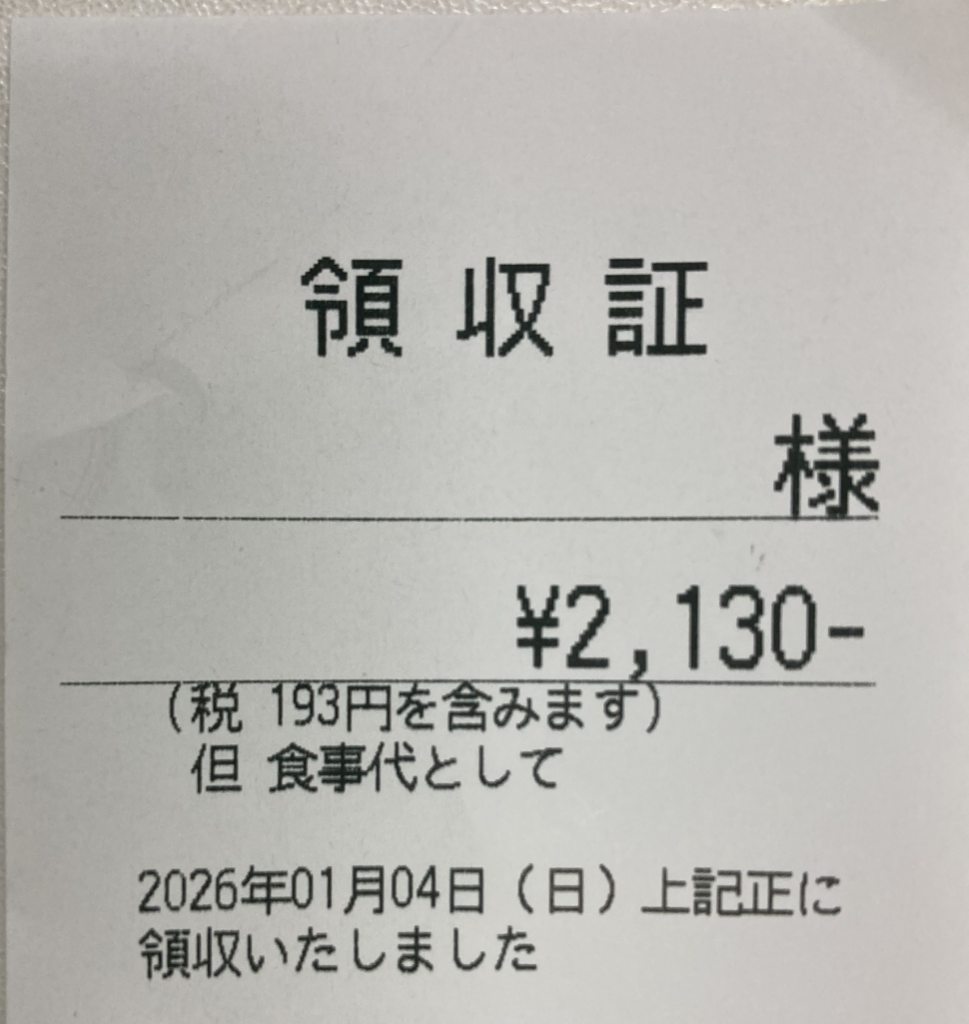 領収証
様
¥2,130-
(税 193円を含みます)
但 食事代として
2026年01月04日(日)上記正に
領収いたしました